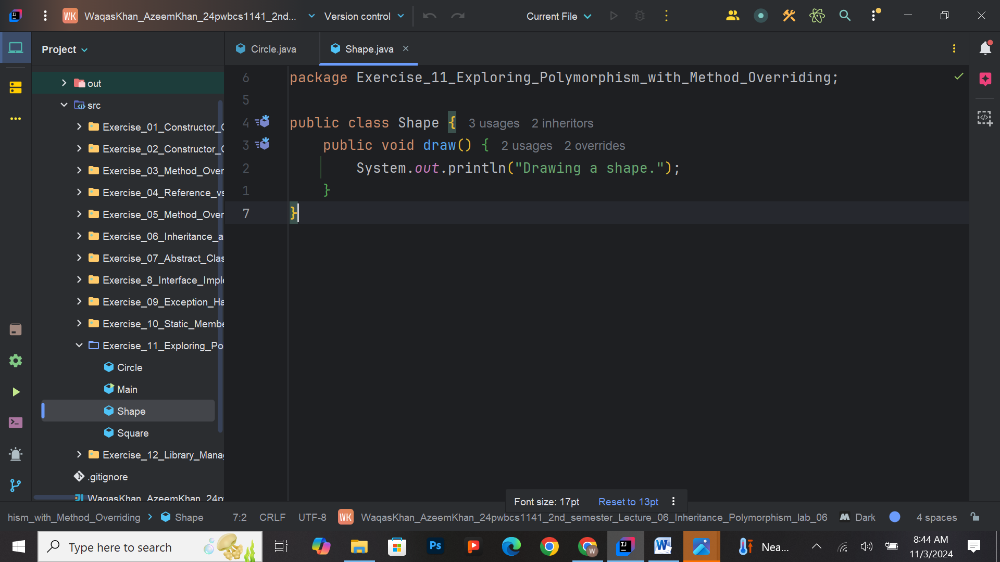 WK WaqasKhan_AzeemKhan_24pwbcs1141_2nd... Version control Current File
Project
Circle.java Shape.java
out
src
Exercise_01_Constructor_
Exercise_02_Constructor_
Exercise_03_Method_Over
Exercise_04_Reference_vs
Exercise_05_Method_Over
Exercise_06_Inheritance_a
Exercise_07_Abstract_Clas
Exercise_8_Interface_Imple
Exercise_09_Exception_Ha
Exercise_10_Static_Membe
Exercise_11_Exploring_Po
Circle
Main
Shape
Square
Exercise_12_Library_Mana
.gitignore
WaqasKhan_AzeemKhan_24p
6 package Exercise_11_Exploring_Polymorphism_with_Method_Overriding;
5
4 public class Shape { 3 usages 2 inheritors
3 public void draw() { 2 usages 2 overrides
2 System.out.println("Drawing a shape.");
1 }
7 }
Font size: 17pt Reset to 13pt
hism_with_Method_Overriding Shape 7:2 CRLF UTF-8 WK WaqasKhan_AzeemKhan_24pwbcs1141_2nd_semester_Lecture_06_Inheritance_Polymorphism_lab_06 Dark 4 spaces
Type here to search Ps W IJ W Nea... 8:44 AM
11/3/2024